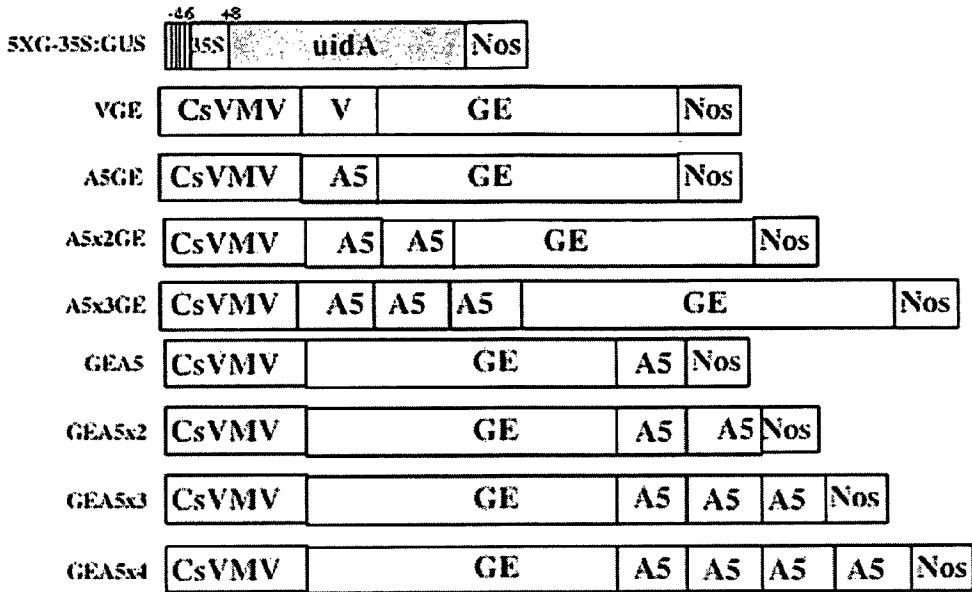 -46 48
5XG-35S:GUS 35S uidA Nos
VGE CsVMV V GE Nos
A5GE CsVMV A5 GE Nos
A5x2GE CsVMV A5 A5 GE Nos
A5x3GE CsVMV A5 A5 A5 GE Nos
GEA5 CsVMV GE A5 Nos
GEA5x2 CsVMV GE A5 A5 Nos
GEA5x3 CsVMV GE A5 A5 A5 Nos
GEA5x4 CsVMV GE A5 A5 A5 A5 Nos